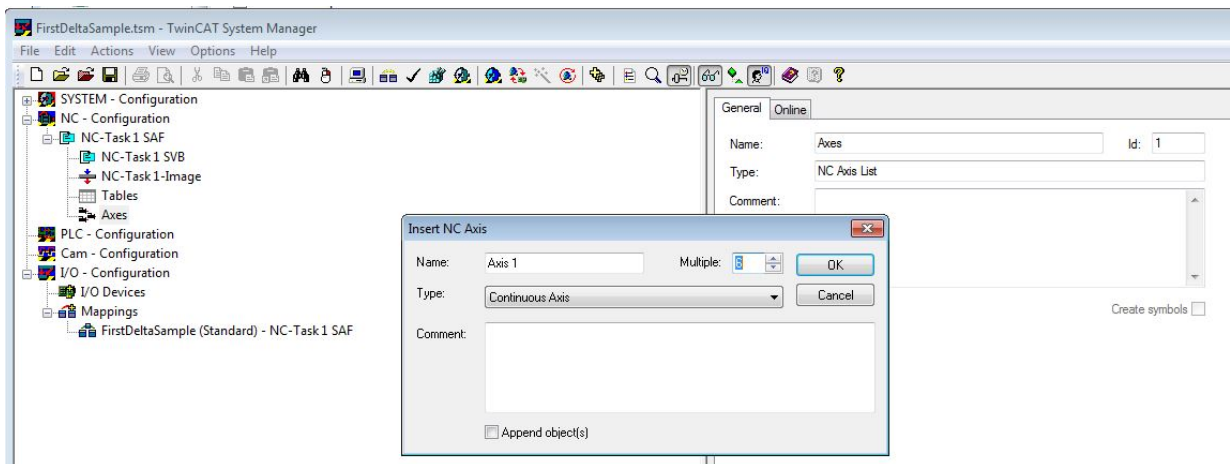 FirstDeltaSample.tsm - TwinCAT System Manager
File Edit Actions View Options Help
SYSTEM - Configuration
NC - Configuration
NC-Task 1 SAF
NC-Task 1 SVB
NC-Task 1-Image
Tables
Axes
PLC - Configuration
Cam - Configuration
I/O - Configuration
I/O Devices
Mappings
FirstDeltaSample (Standard) - NC-Task 1 SAF
General Online
Name: Axes Id: 1
Type: NC Axis List
Comment:
Create symbols
Insert NC Axis
Name: Axis 1 Multiple: 6 OK
Type: Continuous Axis Cancel
Comment:
Append object(s)